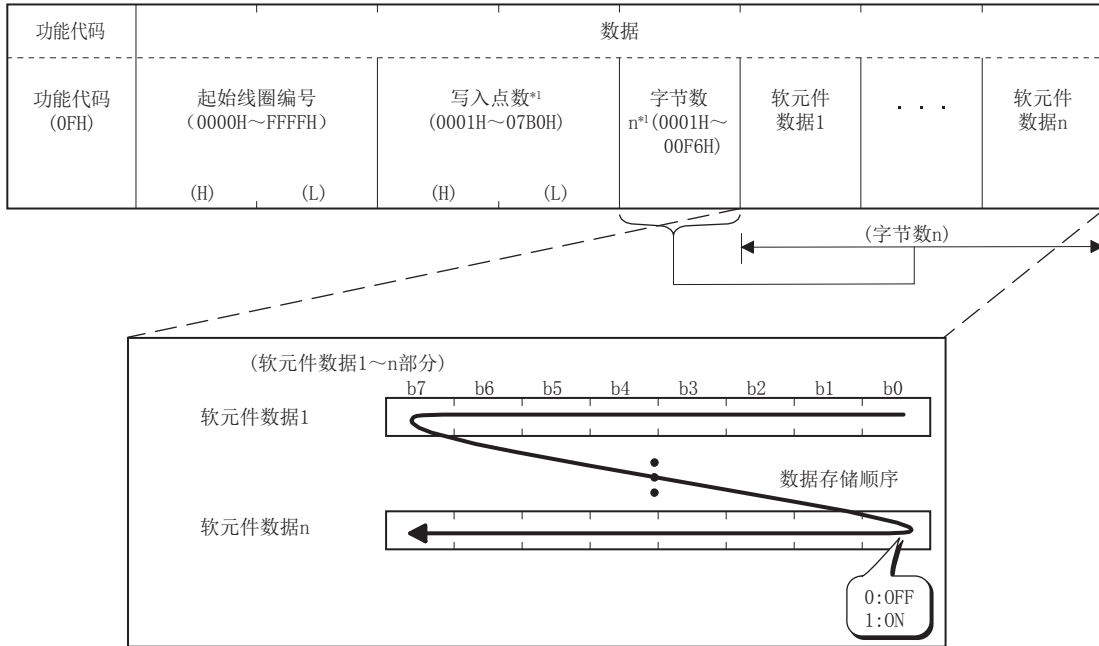 功能代码 数据
功能代码
(0FH)
起始线圈编号
(0000H～FFFFH)
(H) (L)
写入点数*1
(0001H～07B0H)
(H) (L)
字节数
n*1(0001H～
00F6H)
软元件
数据1
· · ·
软元件
数据n
(字节数n)
(软元件数据1～n部分)
b7 b6 b5 b4 b3 b2 b1 b0
软元件数据1
数据存储顺序
软元件数据n
0:OFF
1:ON